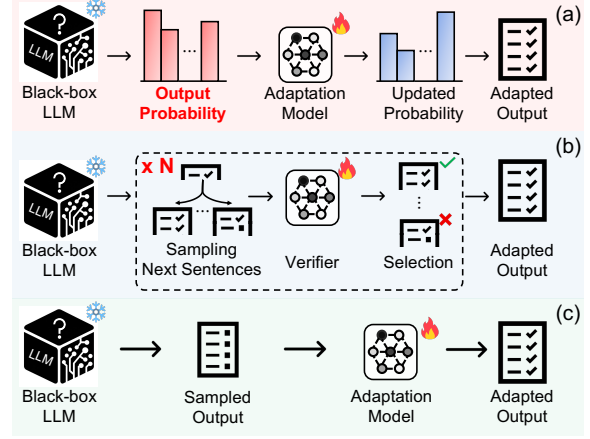 (a)
?
LLM
...
Black-box
LLM
Output
Probability
Adaptation
Model
Updated
Probability
...
Adapted
Output
(b)
?
LLM
x N
...
Black-box
LLM
Sampling
Next Sentences
Verifier
Selection
Adapted
Output
(c)
?
LLM
Black-box
LLM
Sampled
Output
Adaptation
Model
Adapted
Output